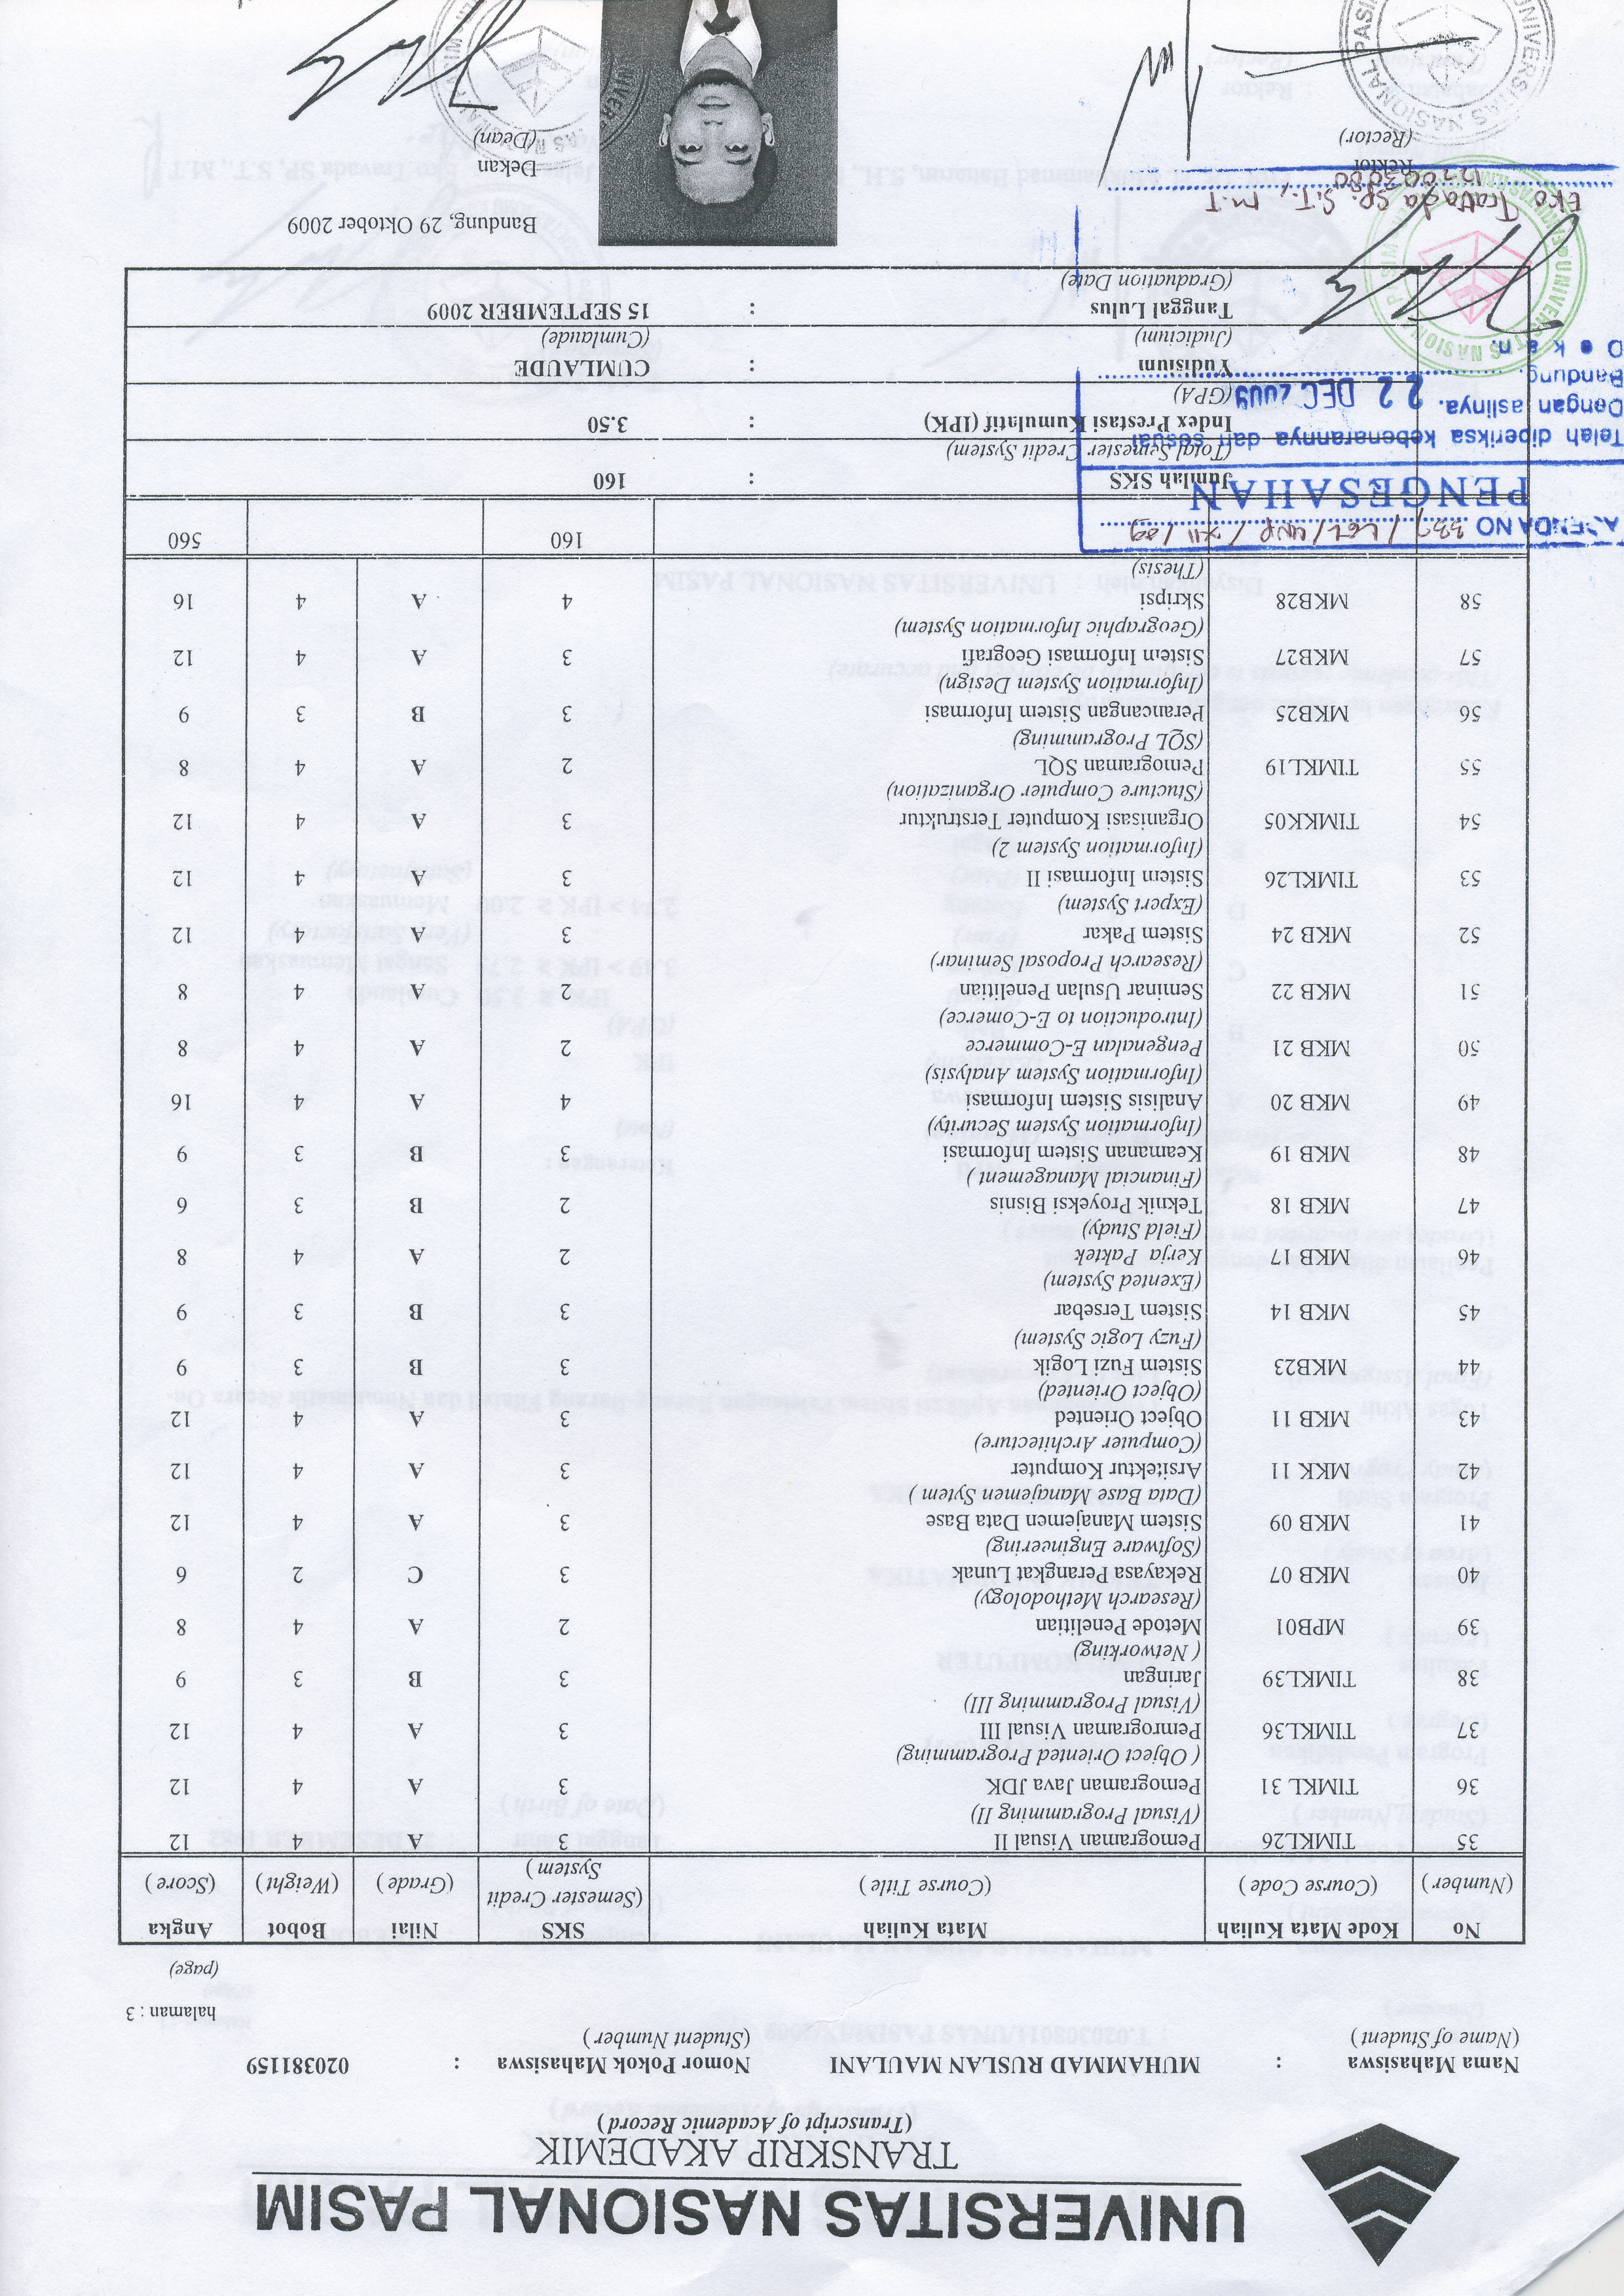 UNIVERSITAS NASIONAL PASIM
TRANSKRIP AKADEMIK
(Transcript of Academic Record )
Nama Mahasiswa : MUHAMMAD RUSLAN MAULANI Nomor Pokok Mahasiswa : 020381159
(Name of Student ) (Student Number )
halaman : 3
(page)
No Kode Mata Kuliah Mata Kuliah SKS Nilai Bobot Angka
(Number ) (Course Code ) (Course Title ) (Semester Credit System ) (Grade ) (Weight ) (Score )
35 TIMKL26 Pemograman Visual II 3 A 4 12
(Visual Programming II)
36 TIMKL 31 Pemograman Java JDK 3 A 4 12
( Object Oriented Programming)
37 TIMKL36 Pemrograman Visual III 3 A 4 12
(Visual Programming III)
38 TIMKL39 Jaringan 3 B 3 9
( Networking)
39 MPB01 Metode Penelitian 2 A 4 8
(Research Methodology)
40 MKB 07 Rekayasa Perangkat Lunak 3 C 2 6
(Software Engineering)
41 MKB 09 Sistem Manajemen Data Base 3 A 4 12
(Data Base Manajemen Sytem )
42 MKK 11 Arsitektur Komputer 3 A 4 12
(Computer Architecture)
43 MKB 11 Object Oriented 3 A 4 12
(Object Oriented)
44 MKB23 Sistem Fuzi Logik 3 B 3 9
(Fuzy Logic System)
45 MKB 14 Sistem Tersebar 3 B 3 9
(Exented System)
46 MKB 17 Kerja Paktek 2 A 4 8
(Field Study)
47 MKB 18 Teknik Proyeksi Bisnis 2 B 3 6
(Financial Management )
48 MKB 19 Keamanan Sistem Informasi 3 B 3 9
(Information System Security)
49 MKB 20 Analisis Sistem Informasi 4 A 4 16
(Information System Analysis)
50 MKB 21 Pengenalan E-Commerce 2 A 4 8
(Introduction to E-Comerce)
51 MKB 22 Seminar Usulan Penelitian 2 A 4 8
(Research Proposal Seminar)
52 MKB 24 Sistem Pakar 3 A 4 12
(Expert System)
53 TIMKL26 Sistem Informasi II 3 A 4 12
(Information System 2)
54 TIMKK05 Organisasi Komputer Terstruktur 3 A 4 12
(Stucture Computer Organization)
55 TIMKL19 Pemograman SQL 2 A 4 8
(SQL Programming)
56 MKB25 Perancangan Sistem Informasi 3 B 3 9
(Information System Design)
57 MKB27 Sistem Informasi Geografi 3 A 4 12
(Geographic Information System)
58 MKB28 Skripsi 4 A 4 16
(Thesis)
160 560
Jumlah SKS : 160
(Total Semester Credit System)
Index Prestasi Kumulatif (IPK) : 3.50
(GPA)
Yudisium : CUMLAUDE
(Judicium) (Cumlaude)
Tanggal Lulus : 15 SEPTEMBER 2009
(Graduation Date)
AGENDA NO
PENGESAHAN
Telah diperiksa kebenarannya dan sesuai
Dengan aslinya.
Bandung, 22 DEC 2009
D e k a n.
Eko Travada SP. S.T., M.T
Bandung, 29 Oktober 2009
Rektor Dekan
(Rector) (Dean)
UNIVERSITAS NASIONAL PASIM